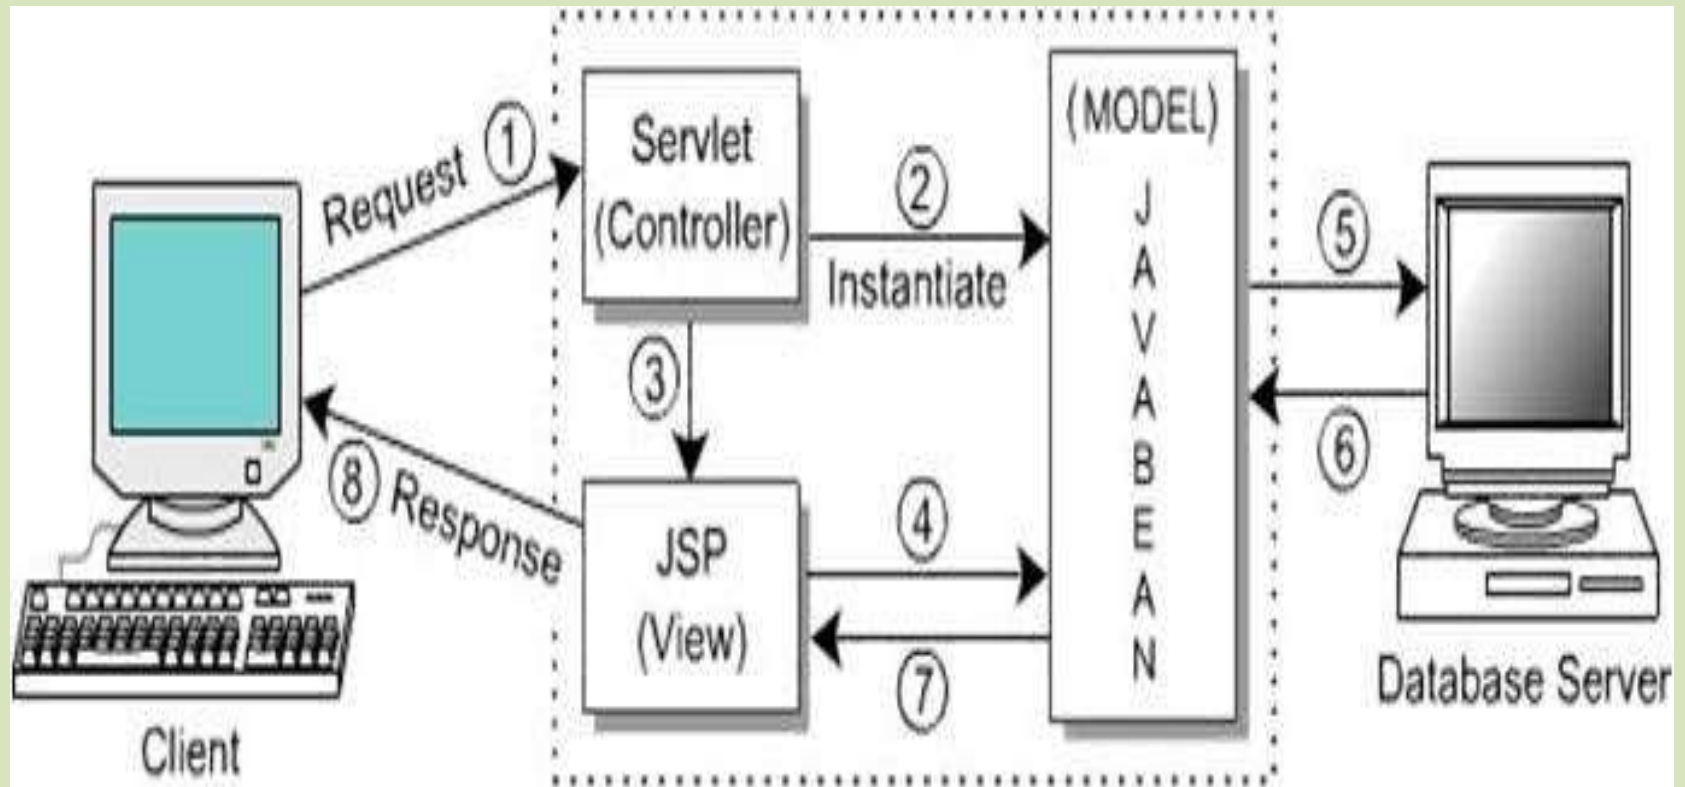 Request
1
Servlet
(Controller)
2
Instantiate
(MODEL)
J
A
V
A
B
E
A
N
3
JSP
(View)
4
7
5
6
8
Response
Client
Database Server